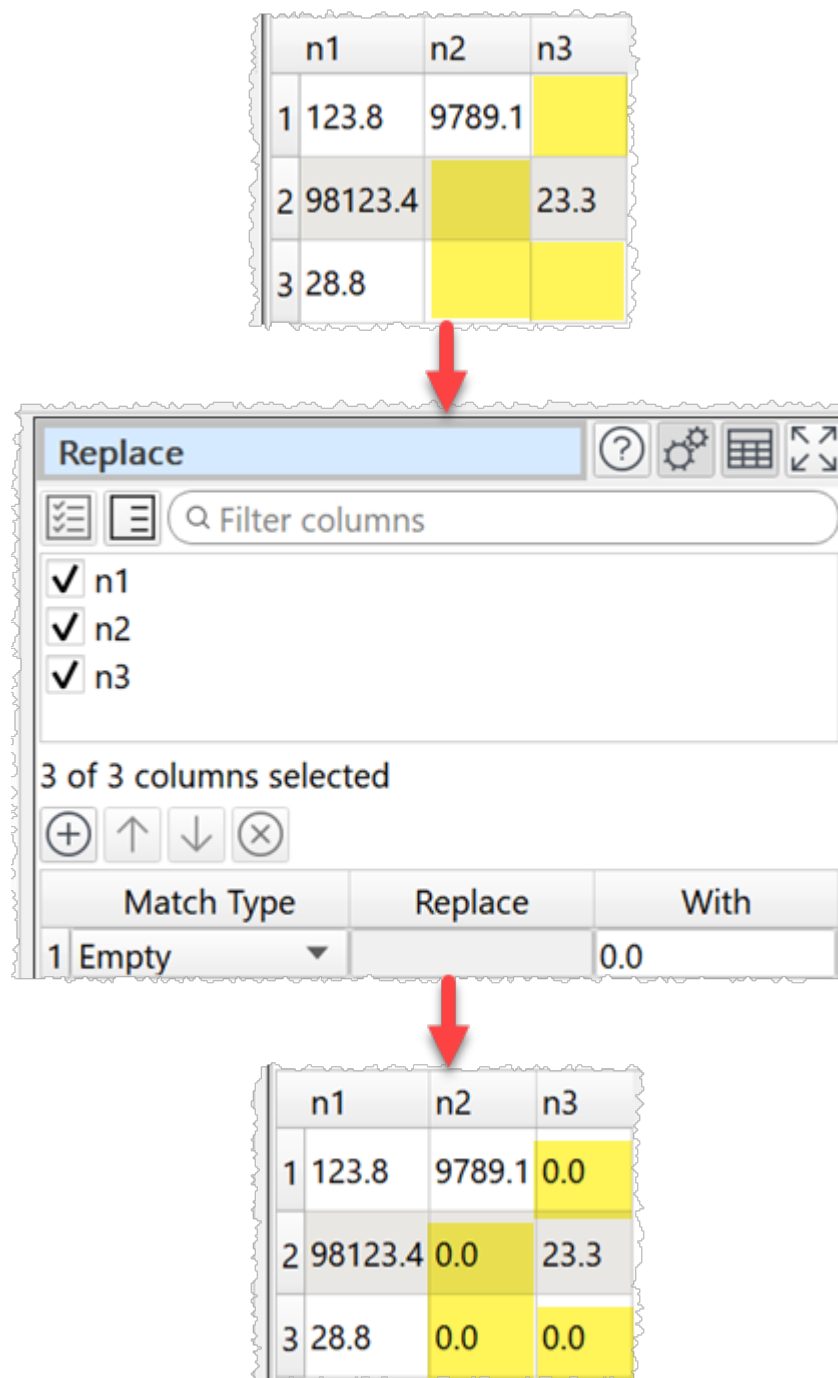 n1 n2 n3
1 123.8 9789.1
2 98123.4 23.3
3 28.8
Replace
Filter columns
n1
n2
n3
3 of 3 columns selected
Match Type Replace With
1 Empty 0.0
n1 n2 n3
1 123.8 9789.1 0.0
2 98123.4 0.0 23.3
3 28.8 0.0 0.0